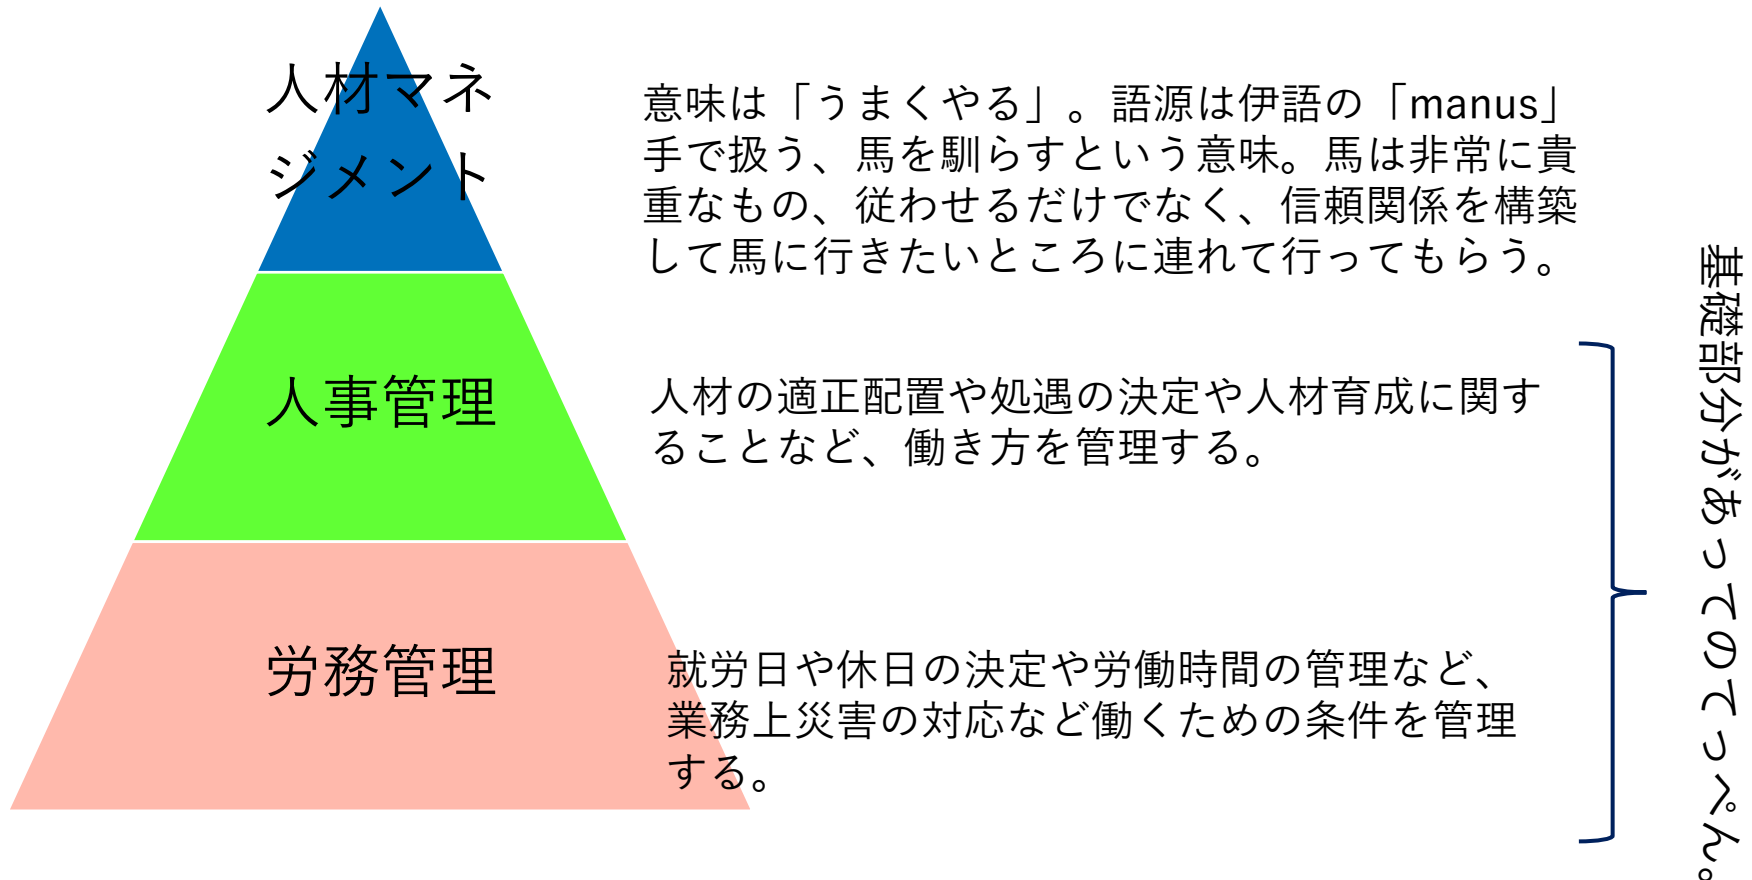 人材マネ
ジメント
意味は「うまくやる」。語源は伊語の「manus」
手で扱う、馬を馴らすという意味。馬は非常に貴
重なもの、従わせるだけでなく、信頼関係を構築
して馬に行きたいところに連れて行ってもらう。
人事管理
人材の適正配置や処遇の決定や人材育成に関す
ることなど、働き方を管理する。
労務管理
就労日や休日の決定や労働時間の管理など、
業務上災害の対応など働くための条件を管理
する。
基礎部分があってのてっぺん。